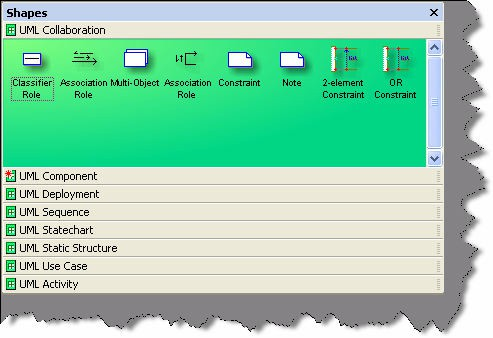 Shapes
UML Collaboration
Classifier Association Multi-Object Association Constraint Note 2-element OR
Role Role Role Constraint Constraint
UML Component
UML Deployment
UML Sequence
UML Statechart
UML Static Structure
UML Use Case
UML Activity